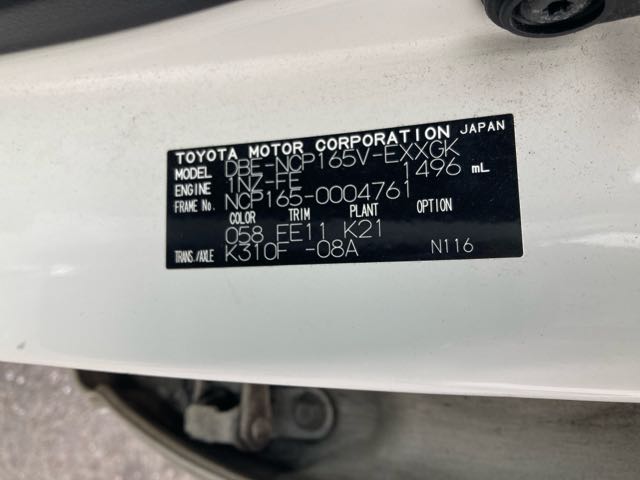 TOYOTA MOTOR CORPORATION JAPAN
MODEL DBE-NCP165V-EXXGK
ENGINE 1NZ-FE 1496 mL
FRAME No. NCP165-0004761
COLOR TRIM PLANT OPTION
058 FE11 K21
TRANS./AXLE K310F -08A N116